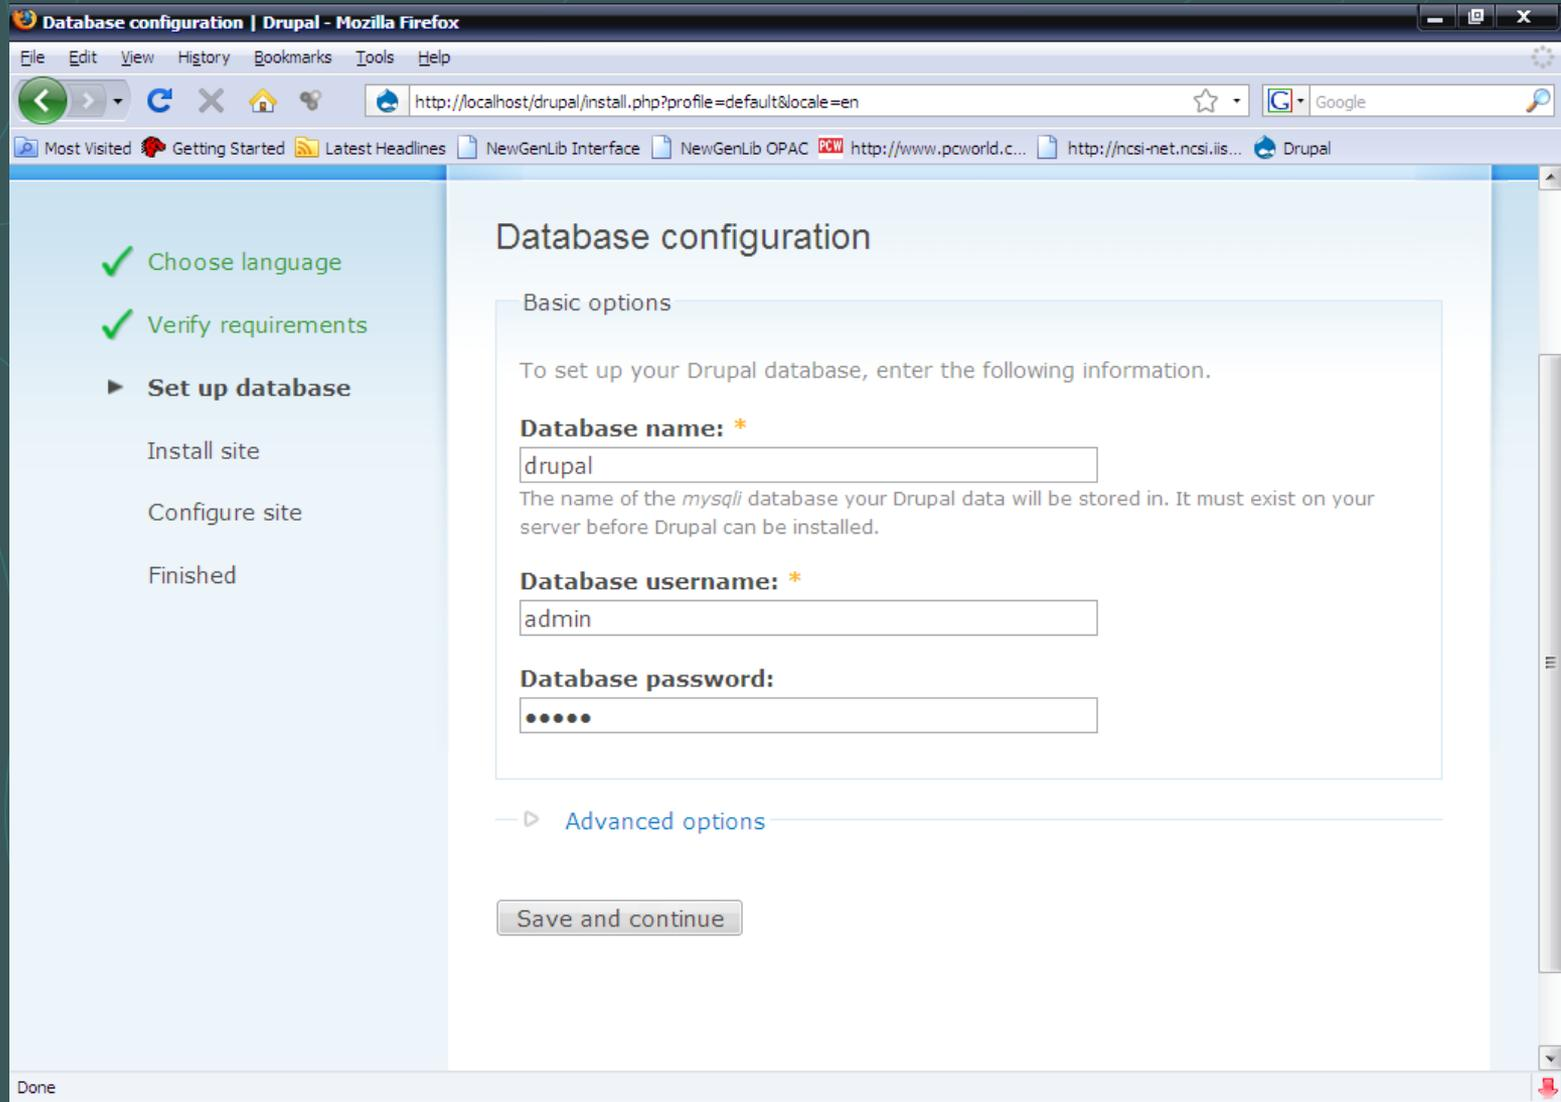 Database configuration | Drupal - Mozilla Firefox
File Edit View History Bookmarks Tools Help
http://localhost/drupal/install.php?profile=default&locale=en
G Google
Most Visited Getting Started Latest Headlines NewGenLib Interface NewGenLib OPAC PCW http://www.pcworld.c... http://ncsi-net.ncsi.iis... Drupal
Choose language
Verify requirements
Set up database
Install site
Configure site
Finished
Database configuration
Basic options
To set up your Drupal database, enter the following information.
Database name: *
drupal
The name of the mysqli database your Drupal data will be stored in. It must exist on your
server before Drupal can be installed.
Database username: *
admin
Database password:
•••••
Advanced options
Save and continue
Done